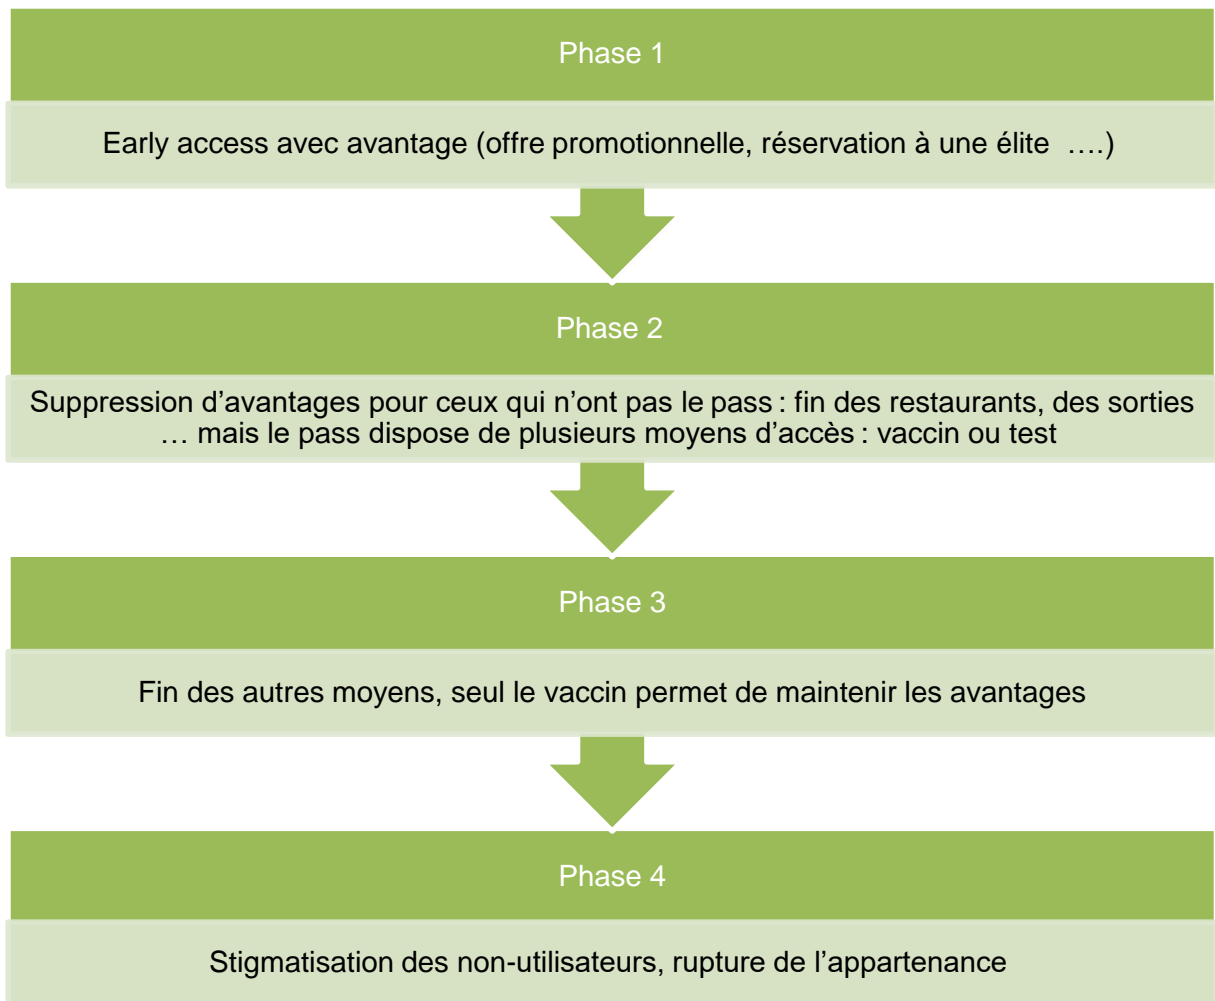 Phase 1
Early access avec avantage (offre promotionnelle, réservation à une élite ….)
Phase 2
Suppression d’avantages pour ceux qui n’ont pas le pass : fin des restaurants, des sorties
… mais le pass dispose de plusieurs moyens d’accès : vaccin ou test
Phase 3
Fin des autres moyens, seul le vaccin permet de maintenir les avantages
Phase 4
Stigmatisation des non-utilisateurs, rupture de l’appartenance